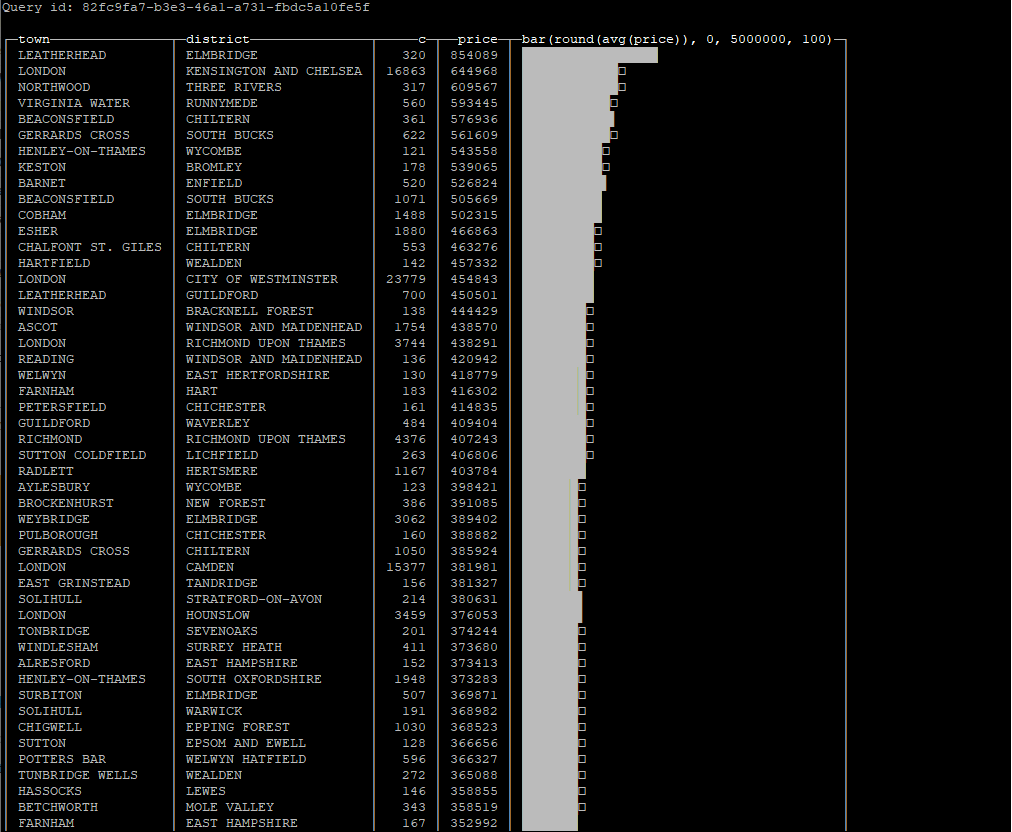 Query id: 82fc9fa7-b3e3-46a1-a731-fbdc5a10fe5f
town district c price bar(round(avg(price)), 0, 5000000, 100)
LEATHERHEAD ELMBRIDGE 320 854089
LONDON KENSINGTON AND CHELSEA 16863 644968
NORTHWOOD THREE RIVERS 317 609567
VIRGINIA WATER RUNNYMEDE 560 593445
BEACONSFIELD CHILTERN 361 576936
GERRARDS CROSS SOUTH BUCKS 622 561609
HENLEY-ON-THAMES WYCOMBE 121 543558
KESTON BROMLEY 178 539065
BARNET ENFIELD 520 526824
BEACONSFIELD SOUTH BUCKS 1071 505669
COBHAM ELMBRIDGE 1488 502315
ESHER ELMBRIDGE 1880 466863
CHALFONT ST. GILES CHILTERN 553 463276
HARTFIELD WEALDEN 142 457332
LONDON CITY OF WESTMINSTER 23779 454843
LEATHERHEAD GUILDFORD 700 450501
WINDSOR BRACKNELL FOREST 138 444429
ASCOT WINDSOR AND MAIDENHEAD 1754 438570
LONDON RICHMOND UPON THAMES 3744 438291
READING WINDSOR AND MAIDENHEAD 136 420942
WELWYN EAST HERTFORDSHIRE 130 418779
FARNHAM HART 183 416302
PETERSFIELD CHICHESTER 161 414835
GUILDFORD WAVERLEY 484 409404
RICHMOND RICHMOND UPON THAMES 4376 407243
SUTTON COLDFIELD LICHFIELD 263 406806
RADLETT HERTSMERE 1167 403784
AYLESBURY WYCOMBE 123 398421
BROCKENHURST NEW FOREST 386 391085
WEYBRIDGE ELMBRIDGE 3062 389402
PULBOROUGH CHICHESTER 160 388882
GERRARDS CROSS CHILTERN 1050 385924
LONDON CAMDEN 15377 381981
EAST GRINSTEAD TANDRIDGE 156 381327
SOLIHULL STRATFORD-ON-AVON 214 380631
LONDON HOUNSLOW 3459 376053
TONBRIDGE SEVENOAKS 201 374244
WINDLESHAM SURREY HEATH 411 373680
ALRESFORD EAST HAMPSHIRE 152 373413
HENLEY-ON-THAMES SOUTH OXFORDSHIRE 1948 373283
SURBITON ELMBRIDGE 507 369871
SOLIHULL WARWICK 191 368982
CHIGWELL EPPING FOREST 1030 368523
SUTTON EPSOM AND EWELL 128 366656
POTTERS BAR WELWYN HATFIELD 596 366327
TUNBRIDGE WELLS WEALDEN 272 365088
HASSOCKS LEWES 146 358855
BETCHWORTH MOLE VALLEY 343 358519
FARNHAM EAST HAMPSHIRE 167 352992